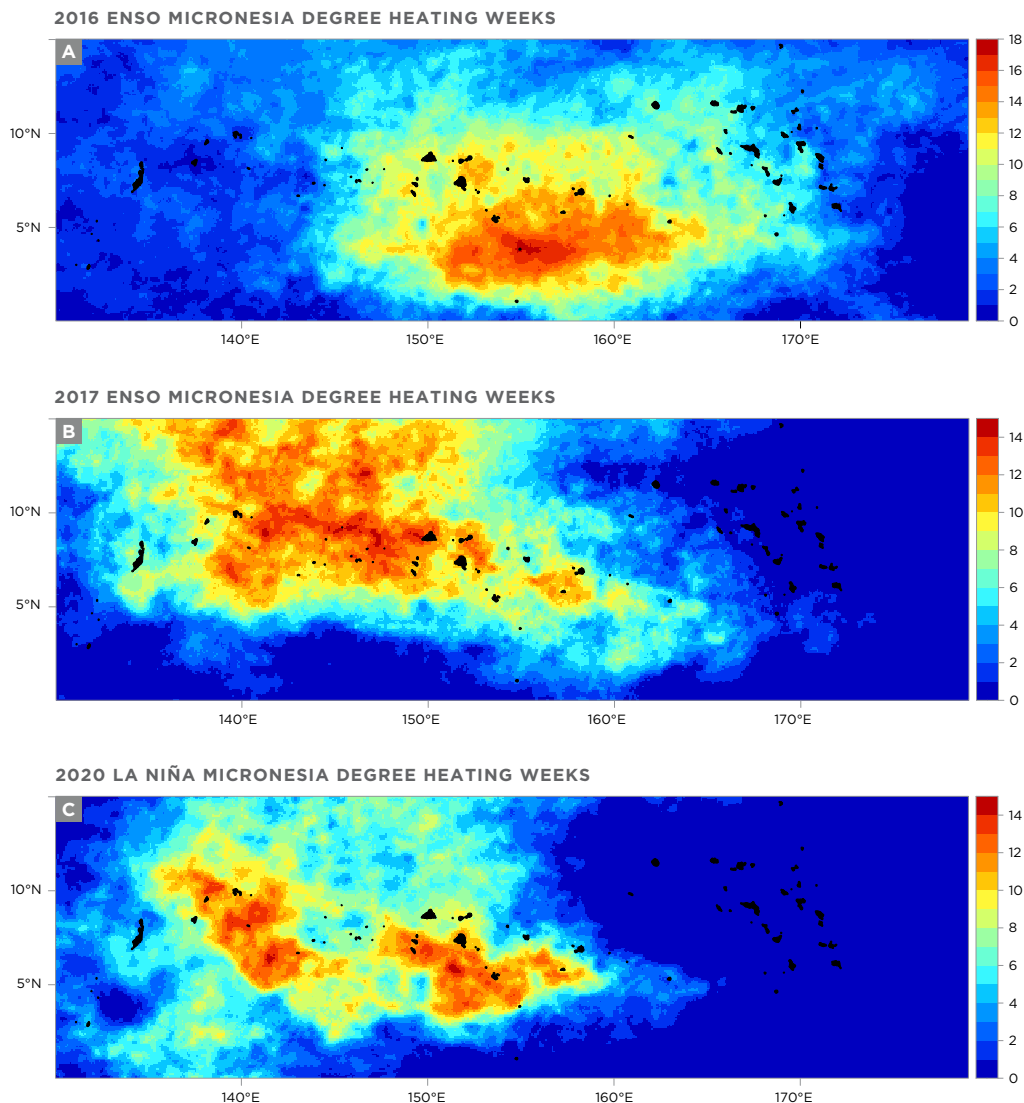 2016 ENSO MICRONESIA DEGREE HEATING WEEKS
A
18
16
14
12
10
8
6
4
2
0
10°N
5°N
140°E 150°E 160°E 170°E
2017 ENSO MICRONESIA DEGREE HEATING WEEKS
B
14
12
10
8
6
4
2
0
10°N
5°N
140°E 150°E 160°E 170°E
2020 LA NIÑA MICRONESIA DEGREE HEATING WEEKS
C
14
12
10
8
6
4
2
0
10°N
5°N
140°E 150°E 160°E 170°E